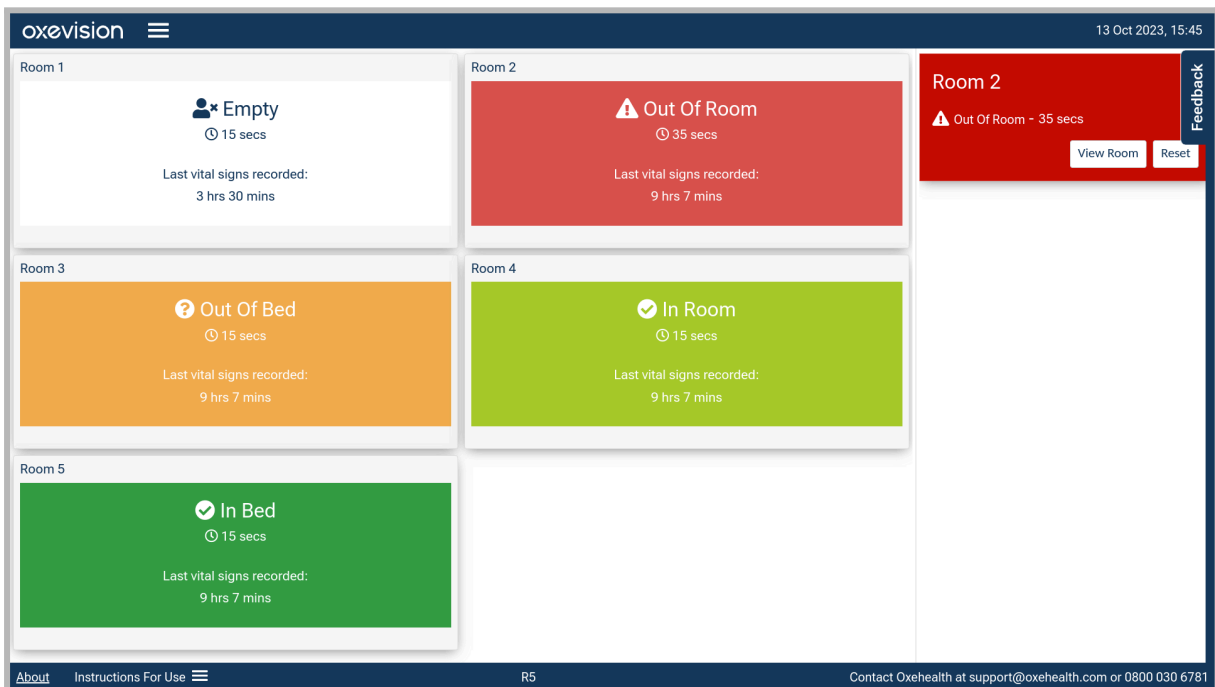 oxevision
13 Oct 2023, 15:45
Room 1
Empty
15 secs
Last vital signs recorded:
3 hrs 30 mins
Room 2
Out Of Room
35 secs
Last vital signs recorded:
9 hrs 7 mins
Room 3
Out Of Bed
15 secs
Last vital signs recorded:
9 hrs 7 mins
Room 4
In Room
15 secs
Last vital signs recorded:
9 hrs 7 mins
Room 5
In Bed
15 secs
Last vital signs recorded:
9 hrs 7 mins
Room 2
Out Of Room - 35 secs
View Room Reset
Feedback
About Instructions For Use R5 Contact Oxehealth at support@oxehealth.com or 0800 030 6781